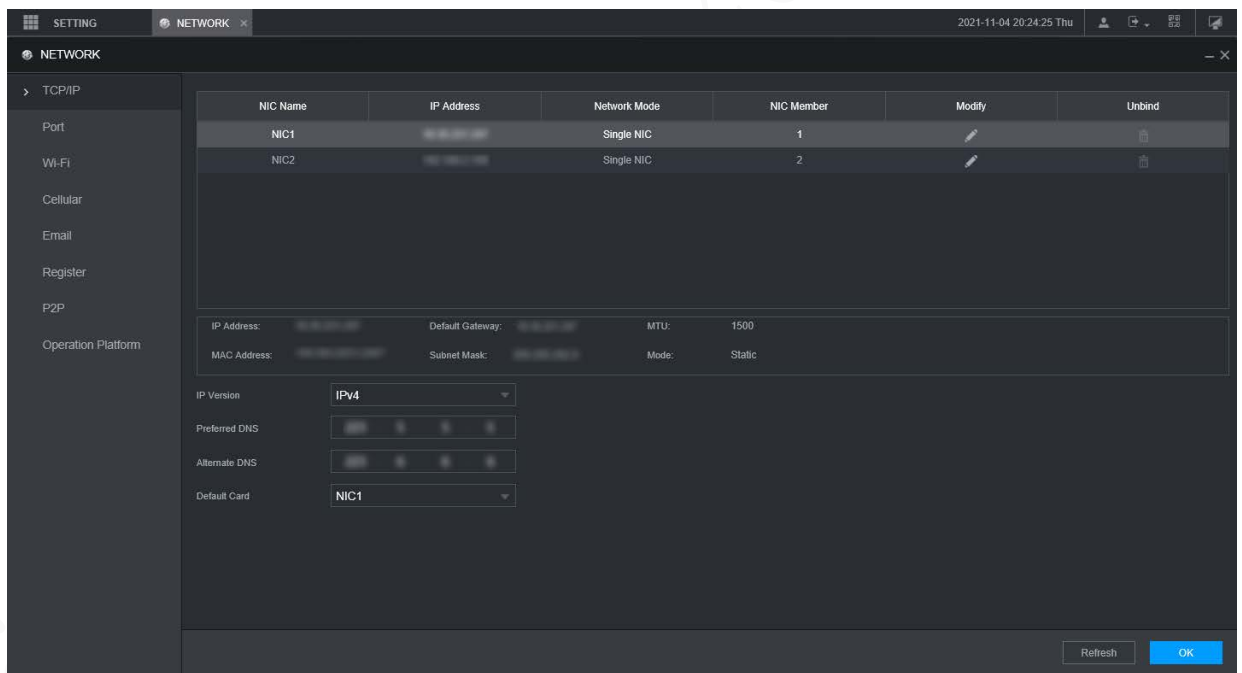 SETTING NETWORK × 2021-11-04 20:24:25 Thu
NETWORK
TCP/IP
Port
Wi-Fi
Cellular
Email
Register
P2P
Operation Platform
NIC Name IP Address Network Mode NIC Member Modify Unbind
NIC1 Single NIC 1
NIC2 Single NIC 2
IP Address: Default Gateway: MTU: 1500
MAC Address: Subnet Mask: Mode: Static
IP Version IPv4
Preferred DNS
Alternate DNS
Default Card NIC1
Refresh OK